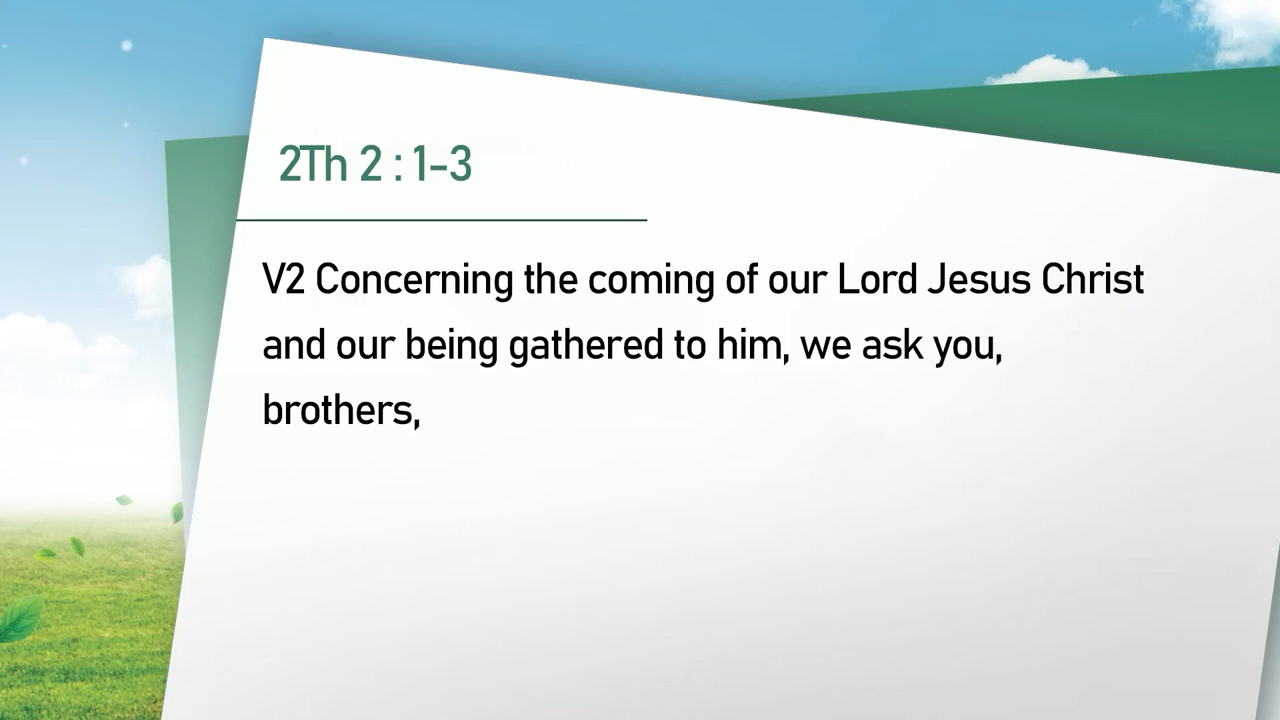 2Th 2 : 1-3
V2 Concerning the coming of our Lord Jesus Christ
and our being gathered to him, we ask you,
brothers,